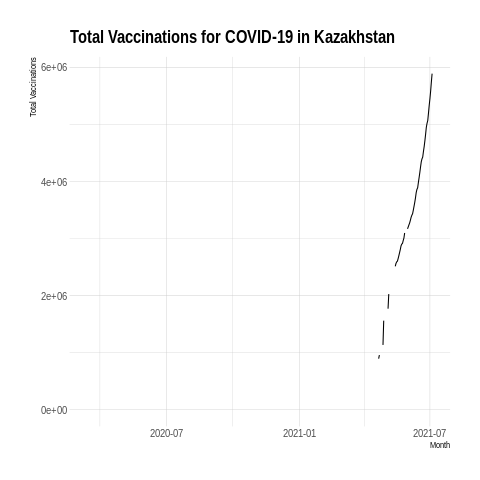 Total Vaccinations for COVID-19 in Kazakhstan
Total Vaccinations
6e+06
4e+06
2e+06
0e+00
2020-07 2021-01 2021-07
Month